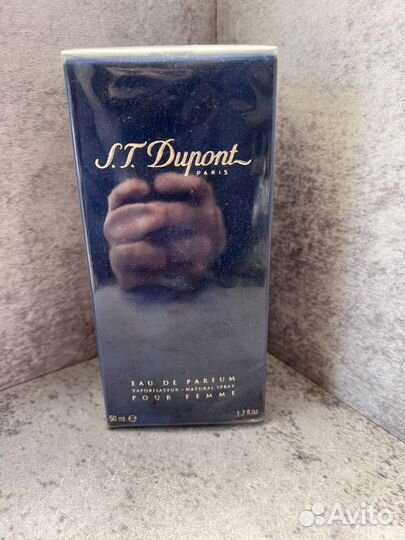 S.T. Dupont
PARIS
EAU DE PARFUM
VAPORISATEUR - NATURAL SPRAY
POUR FEMME
50 ml ℮ 1.7 fl.oz
Avito